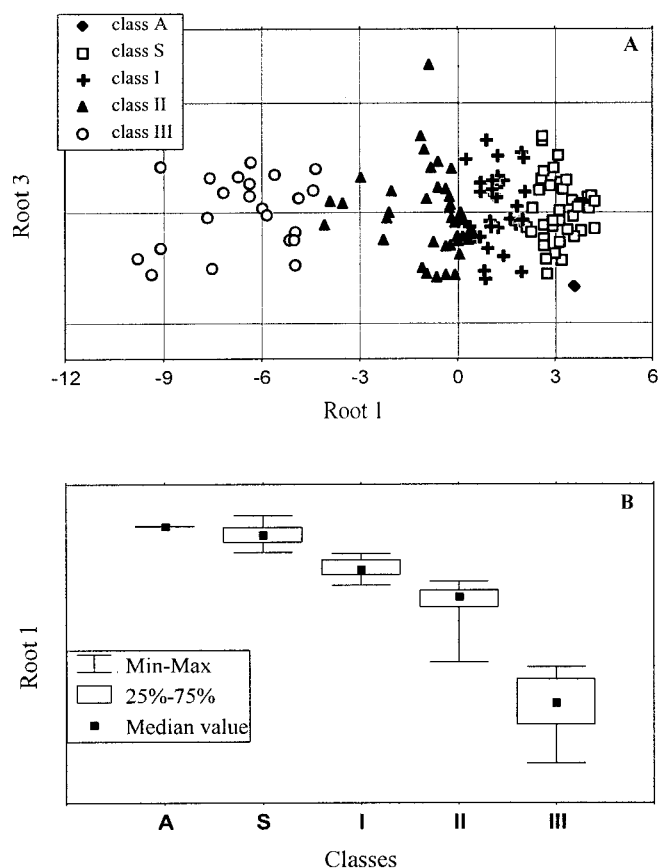 class A
class S
class I
class II
class III
A
Root 3
-12 -9 -6 -3 0 3 6
Root 1
B
Root 1
Min-Max
25%-75%
Median value
A S I II III
Classes